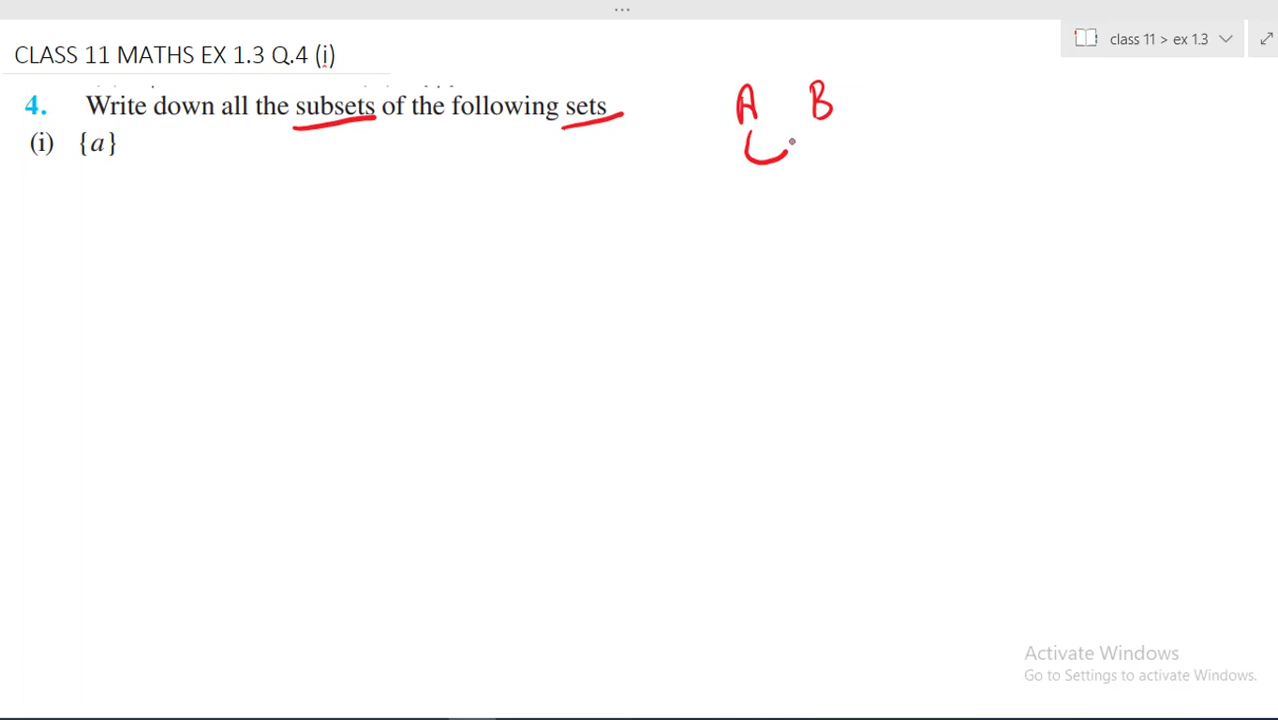 class 11 > ex 1.3
CLASS 11 MATHS EX 1.3 Q.4 (i)
4. Write down all the subsets of the following sets
A B
(i) {a}
Activate Windows
Go to Settings to activate Windows.